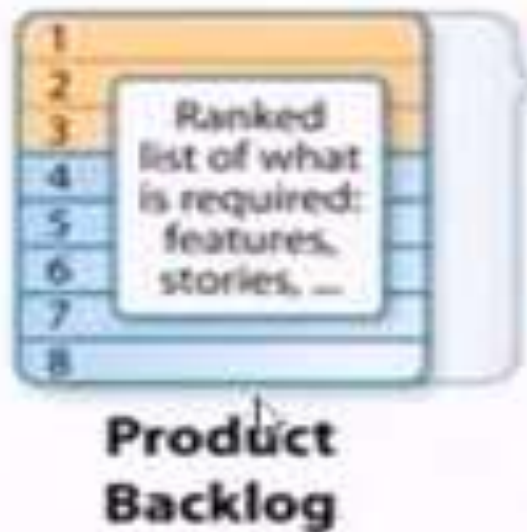 1
2
3
4
5
6
7
8
Ranked
list of what
is required:
features,
stories, ...
Product
Backlog